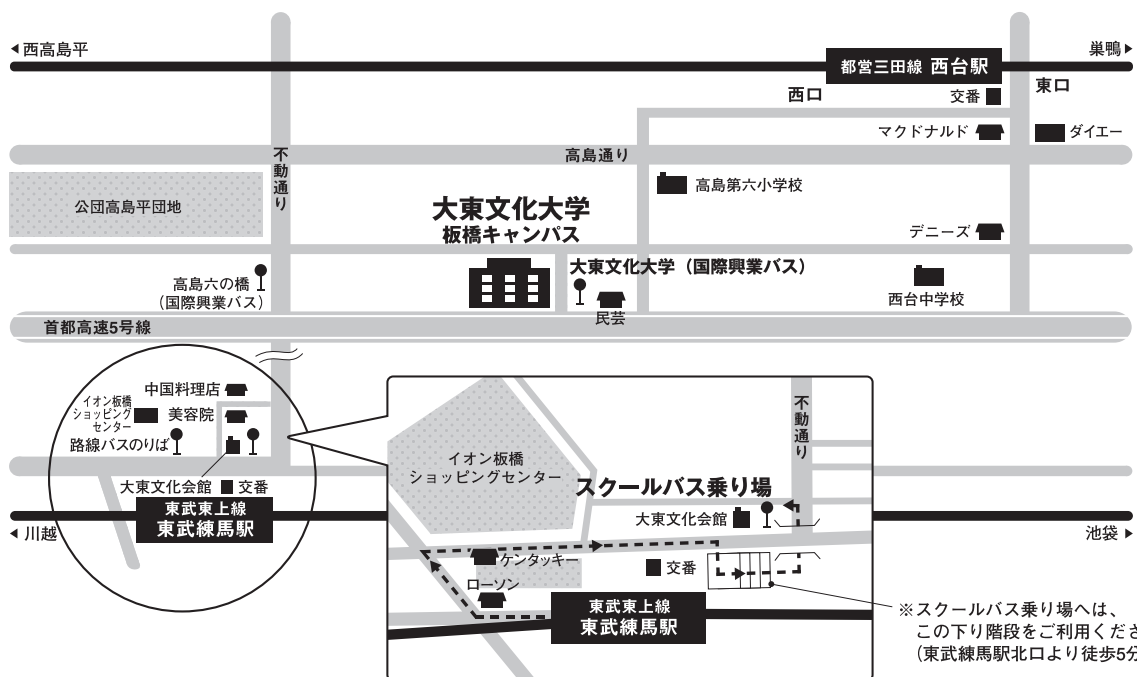 西高島平
巣鴨
都営三田線 西台駅
西口
交番
東口
マクドナルド
ダイエー
高島通り
不動通り
公団高島平団地
大東文化大学
板橋キャンパス
高島第六小学校
デニーズ
高島六の橋
(国際興業バス)
大東文化大学(国際興業バス)
民芸
西台中学校
首都高速5号線
中国料理店
イオン板橋
ショッピング
センター
美容院
路線バスのりば
大東文化会館
交番
東武東上線
東武練馬駅
川越
池袋
不動通り
イオン板橋
ショッピングセンター
スクールバス乗り場
大東文化会館
ケンタッキー
交番
ローソン
東武東上線
東武練馬駅
※スクールバス乗り場へは、
この下り階段をご利用くださ
(東武練馬駅北口より徒歩5分